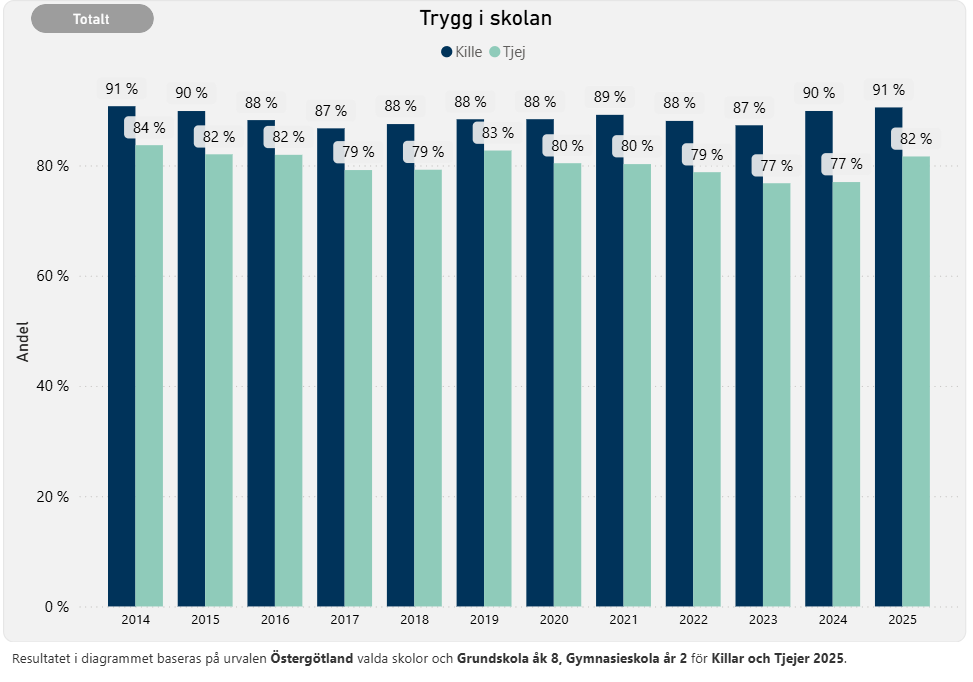 Totalt
Trygg i skolan
Kille Tjej
91 % 90 % 88 % 87 % 88 % 88 % 88 % 89 % 88 % 87 % 90 % 91 %
84 % 82 % 82 % 79 % 79 % 83 % 80 % 80 % 79 % 77 % 77 % 82 %
80 %
60 %
Andel
40 %
20 %
0 %
2014 2015 2016 2017 2018 2019 2020 2021 2022 2023 2024 2025
Resultatet i diagrammet baseras på urvalen Östergötland valda skolor och Grundskola åk 8, Gymnasieskola år 2 för Killar och Tjejer 2025.